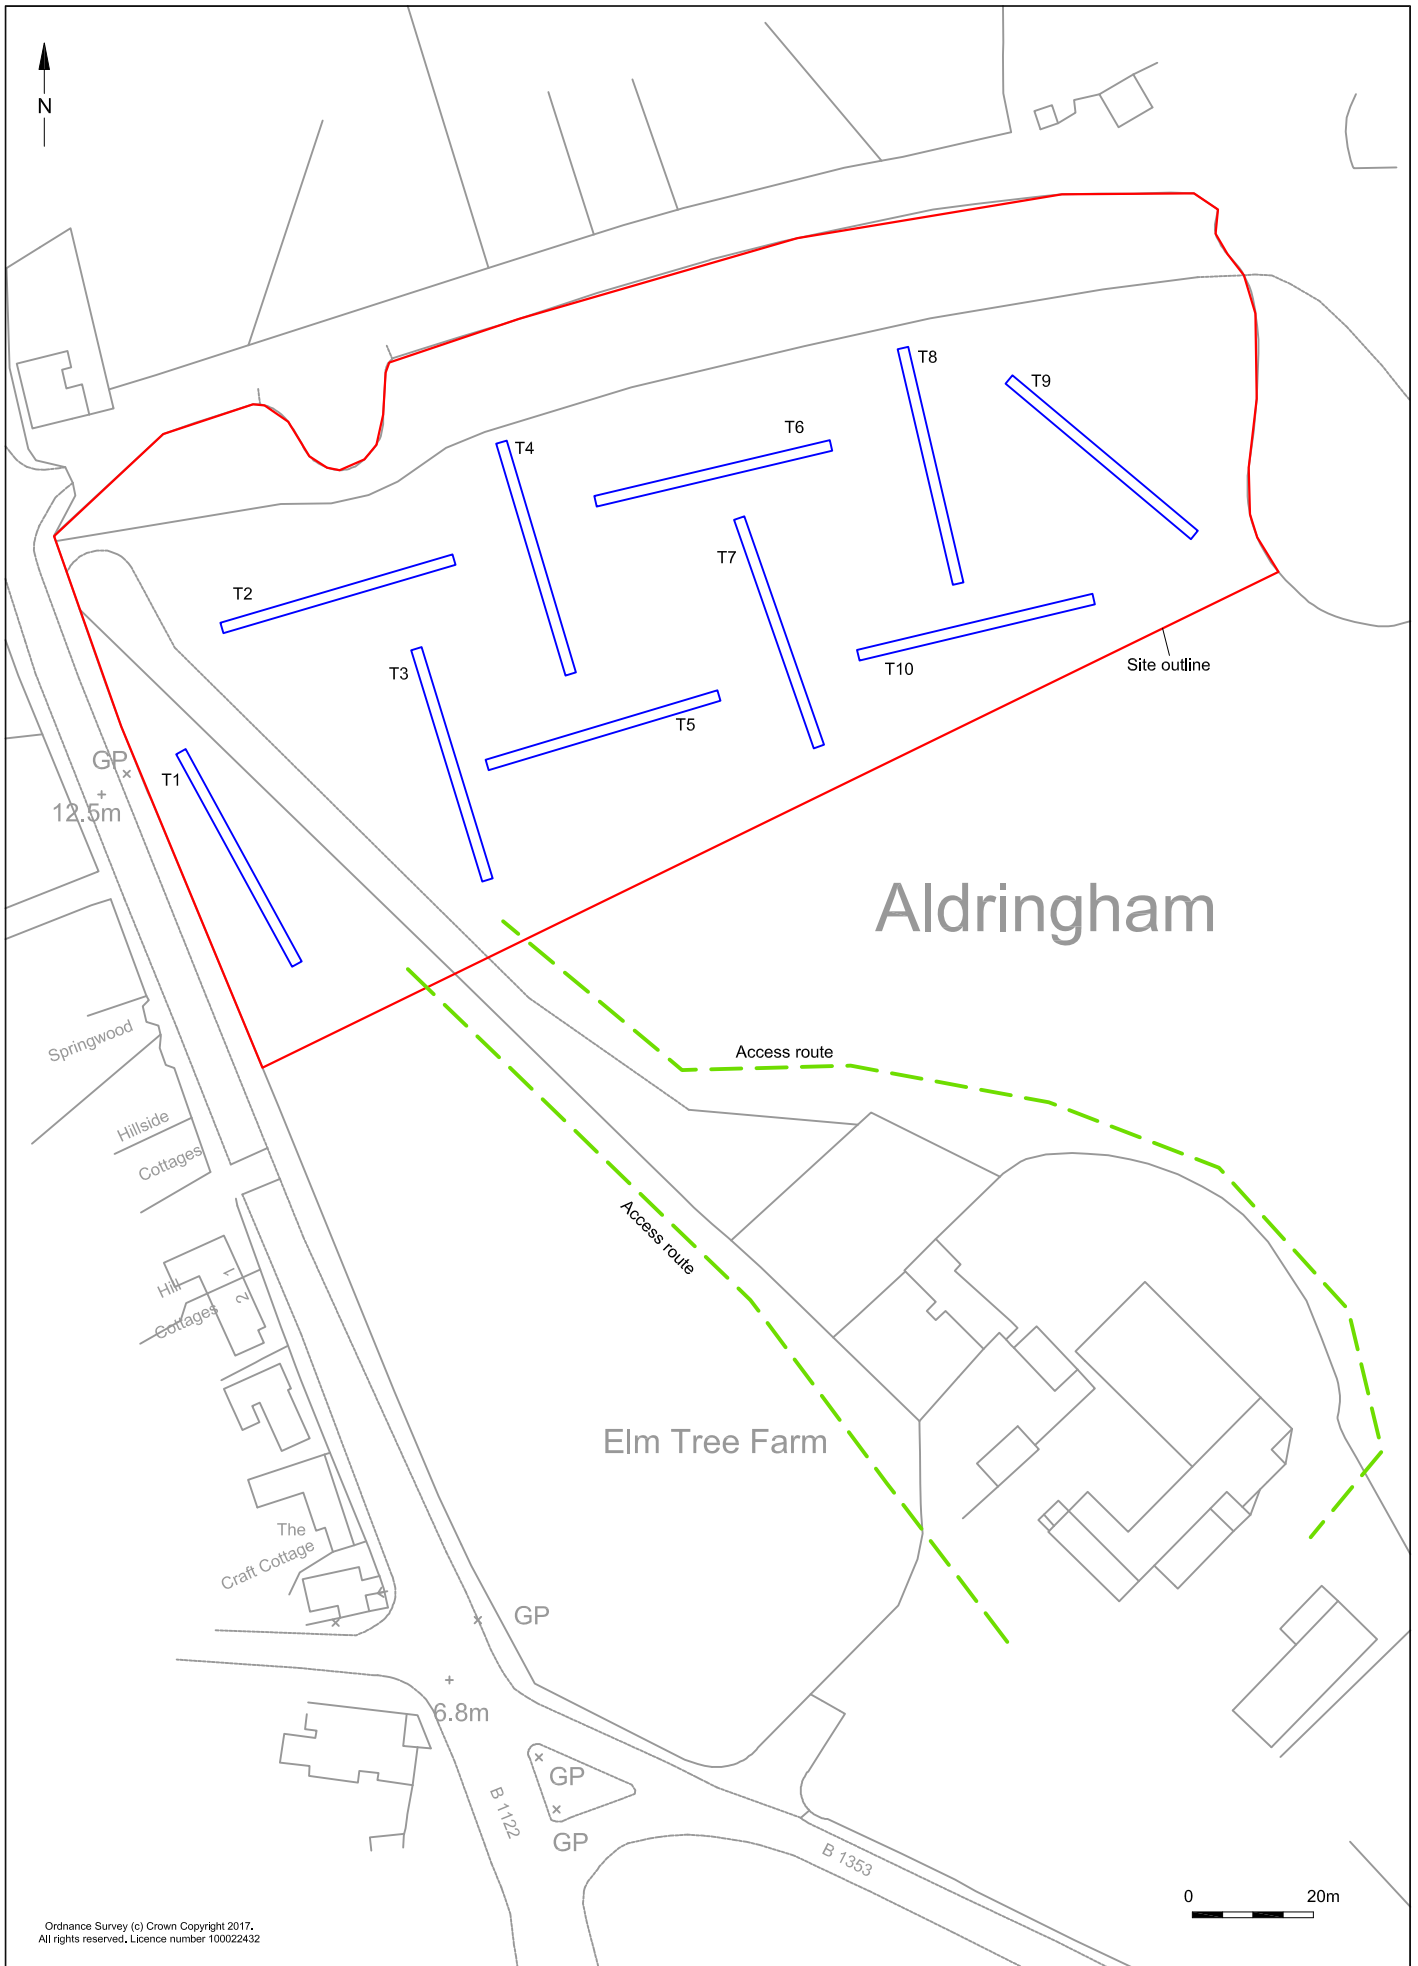 N
T8
T9
T6
T4
T7
T2
T3
T10
Site outline
T5
GP
T1
12.5m
Aldringham
Springwood
Access route
Hillside
Cottages
Access route
Hill
Cottages
1
2
Elm Tree Farm
The
Craft Cottage
GP
6.8m
GP
B 1122
GP
B 1353
0 20m
Ordnance Survey (c) Crown Copyright 2017.
All rights reserved. Licence number 100022432